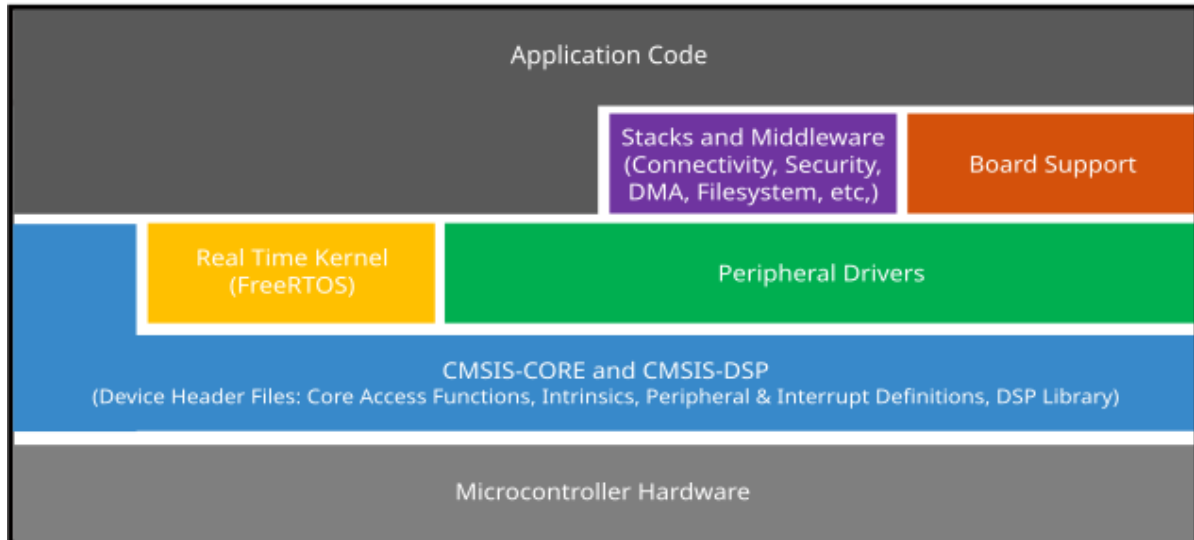 Application Code
Stacks and Middleware
(Connectivity, Security,
DMA, Filesystem, etc,)
Board Support
Real Time Kernel
(FreeRTOS)
Peripheral Drivers
CMSIS-CORE and CMSIS-DSP
(Device Header Files: Core Access Functions, Intrinsics, Peripheral & Interrupt Definitions, DSP Library)
Microcontroller Hardware